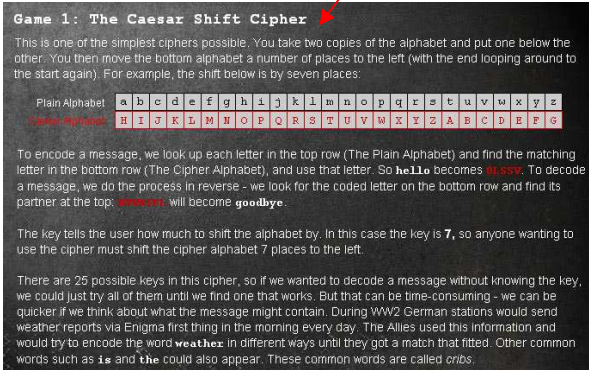 Game 1: The Caesar Shift Cipher
This is one of the simplest ciphers possible. You take two copies of the alphabet and put one below the
other. You then move the bottom alphabet a number of places to the left (with the end looping around to
the start again). For example, the shift below is by seven places:
Plain Alphabet a b c d e f g h i j k l m n o p q r s t u v w x y z
Cipher Alphabet H I J K L M N O P Q R S T U V W X Y Z A B C D E F G
To encode a message, we look up each letter in the top row (The Plain Alphabet) and find the matching
letter in the bottom row (The Cipher Alphabet), and use that letter. So hello becomes OLSSV. To decode
a message, we do the process in reverse - we look for the coded letter on the bottom row and find its
partner at the top: will become goodbye.
The key tells the user how much to shift the alphabet by. In this case the key is 7, so anyone wanting to
use the cipher must shift the cipher alphabet 7 places to the left.
There are 25 possible keys in this cipher, so if we wanted to decode a message without knowing the key,
we could just try all of them until we find one that works. But that can be time-consuming - we can be
quicker if we think about what the message might contain. During WW2 German stations would send
weather reports via Enigma first thing in the morning every day. The Allies used this information and
would try to encode the word weather in different ways until they got a match that fitted. Other common
words such as is and the could also appear. These common words are called cribs.